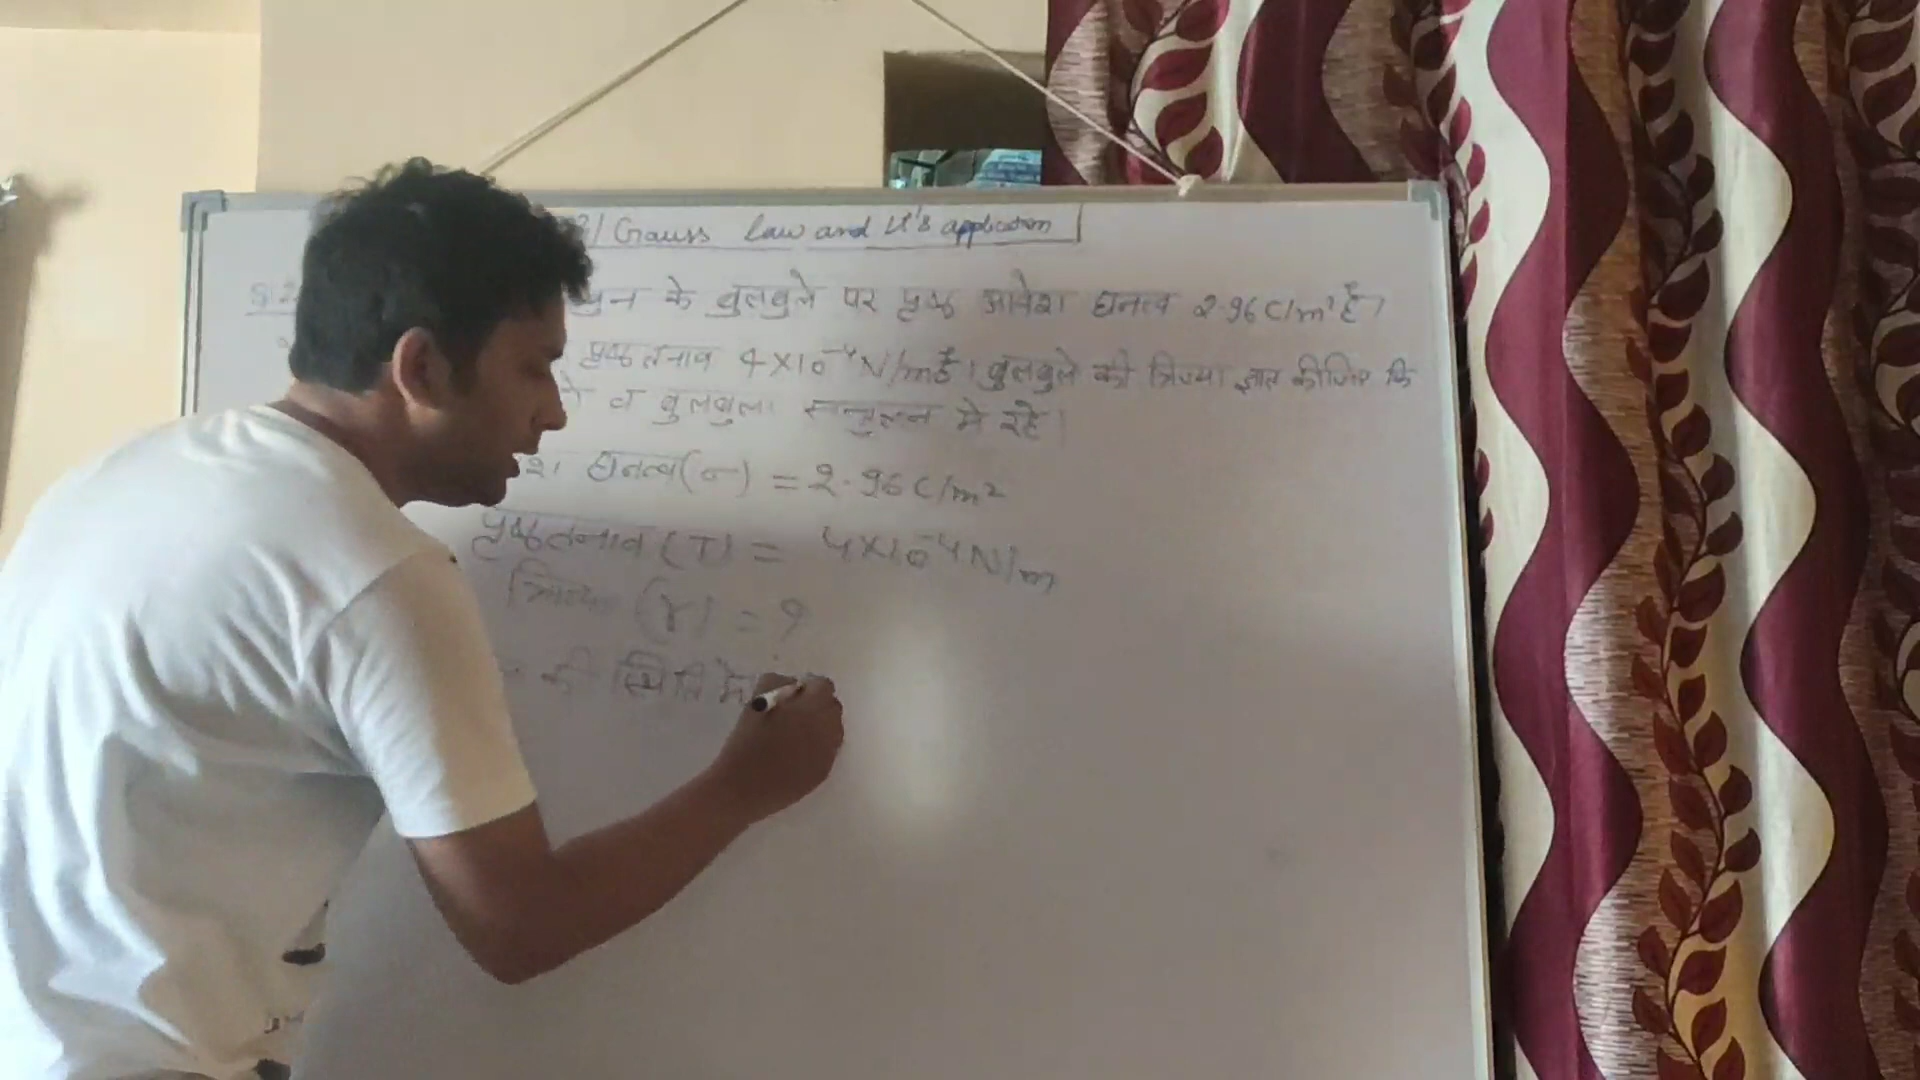 Gauss law and it's application
के बुलबुले पर पृष्ठ आवेश घनत्व 2.96 C/m² है।
पृष्ठ तनाव 4×10⁻⁴ N/m है। बुलबुले की त्रिज्या ज्ञात कीजिए कि
व बुलबुला सन्तुलन में रहे।
घनत्व (σ) = 2.96 C/m²
पृष्ठ तनाव (T) = 4×10⁻⁴ N/m
त्रिज्या (r) = ?
की स्थिति में